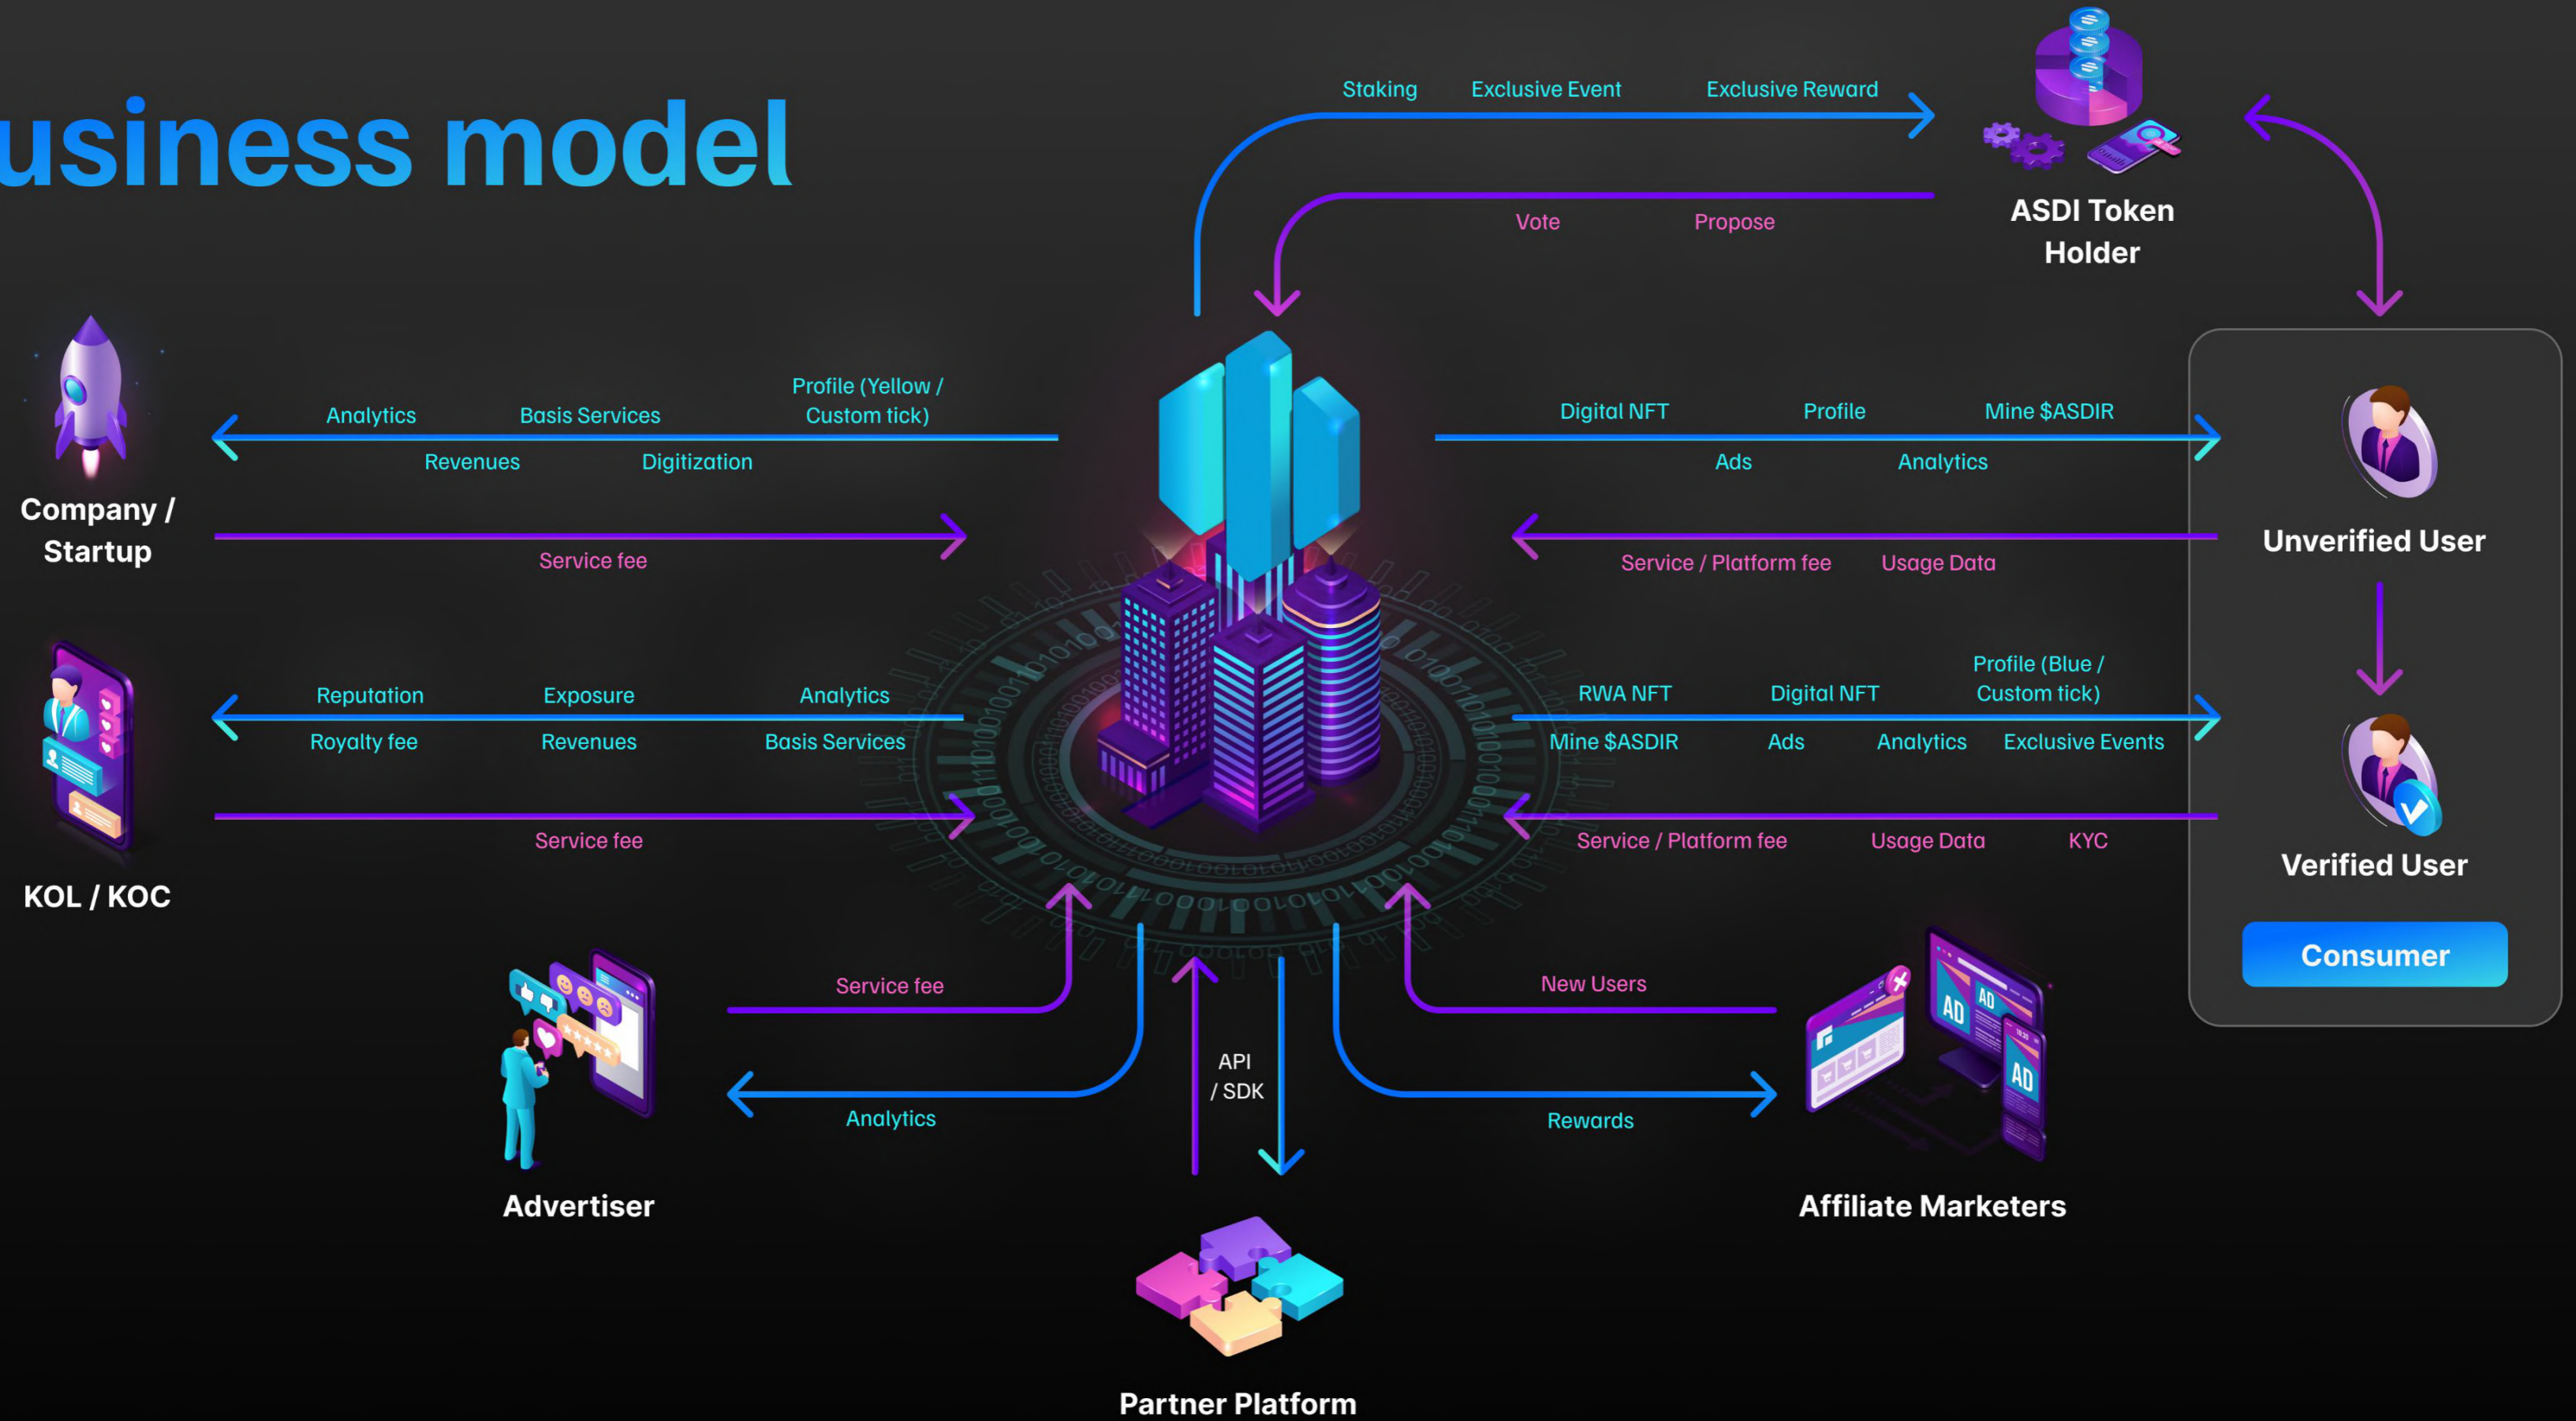 usiness model
Staking Exclusive Event Exclusive Reward
Vote Propose
ASDI Token
Holder
Company /
Startup
Analytics Basis Services Profile (Yellow /
Custom tick)
Revenues Digitization
Service fee
Digital NFT Profile Mine $ASDIR
Ads Analytics
Service / Platform fee Usage Data
Unverified User
KOL / KOC
Reputation Exposure Analytics
Royalty fee Revenues Basis Services
Service fee
RWA NFT Digital NFT Profile (Blue /
Custom tick)
Mine $ASDIR Ads Analytics Exclusive Events
Service / Platform fee Usage Data KYC
Verified User
Consumer
Service fee
Analytics
Advertiser
API
/ SDK
New Users
Rewards
AD
AD
AD
Affiliate Marketers
Partner Platform